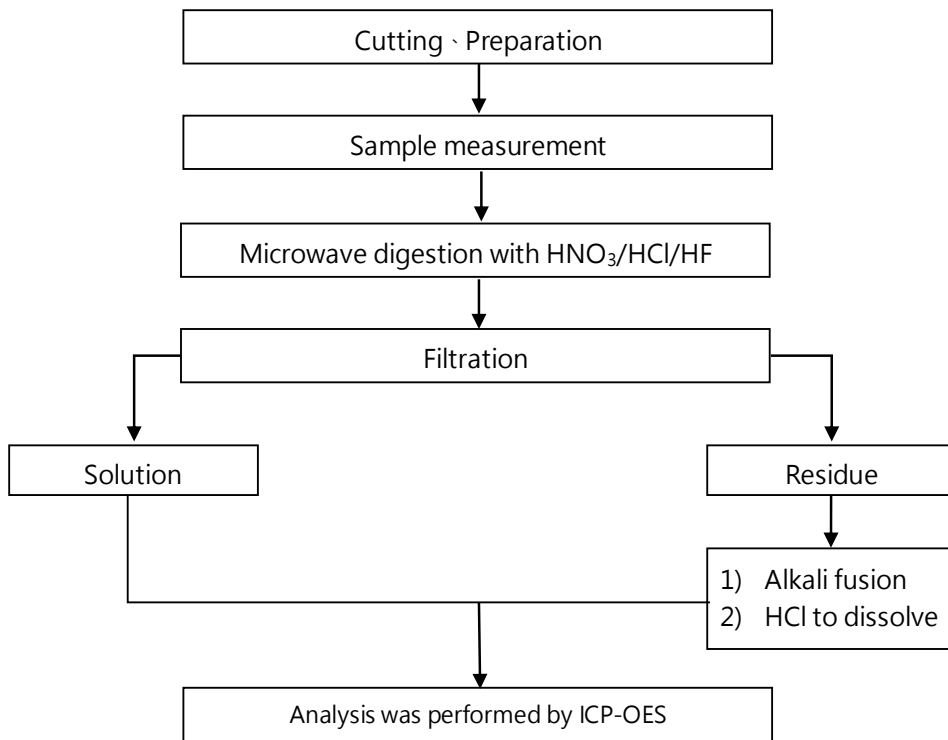 Cutting、Preparation
Sample measurement
Microwave digestion with HNO₃/HCl/HF
Filtration
Solution
Residue
1) Alkali fusion
2) HCl to dissolve
Analysis was performed by ICP-OES